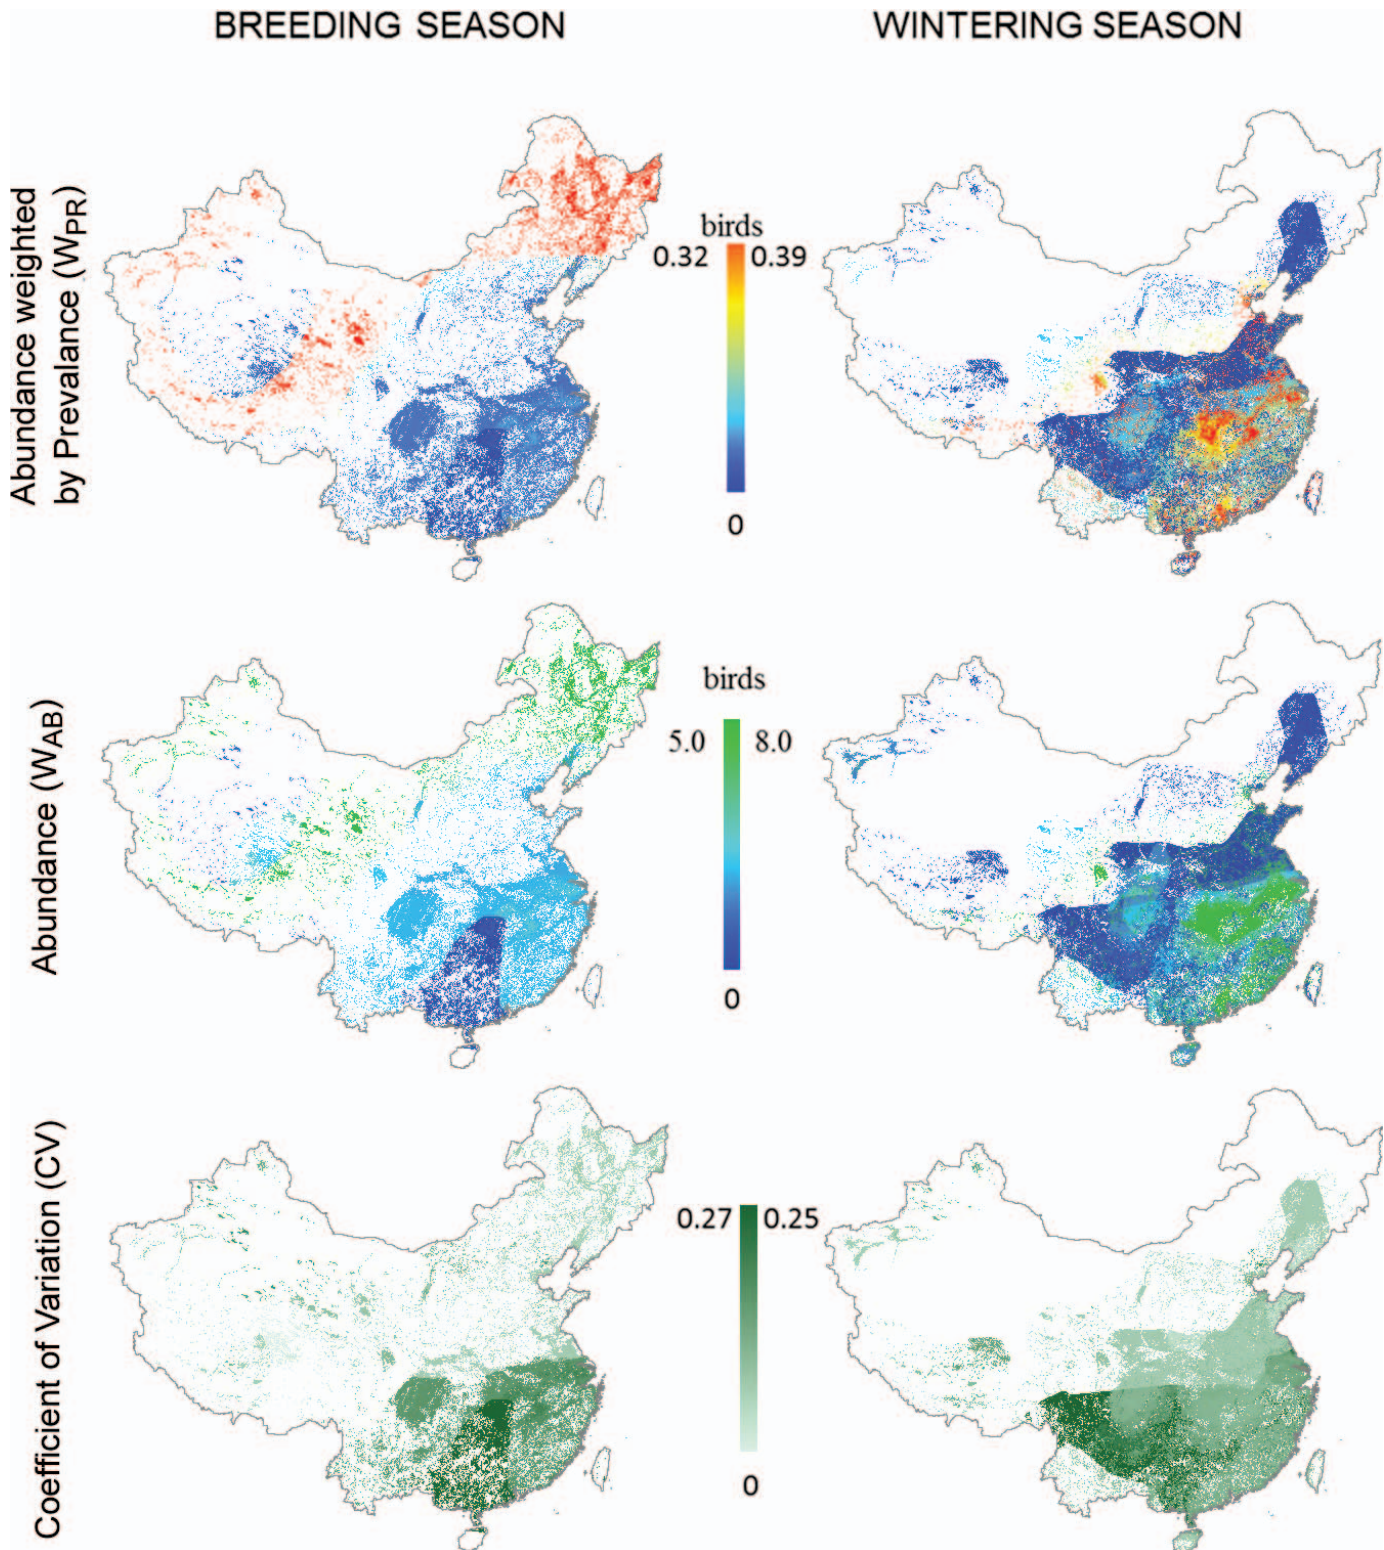 BREEDING SEASON
WINTERING SEASON
Abundance weighted
by Prevalance (WPR)
birds
0.32
0.39
0
Abundance (WAB)
birds
5.0
8.0
0
Coefficient of Variation (CV)
0.27
0.25
0